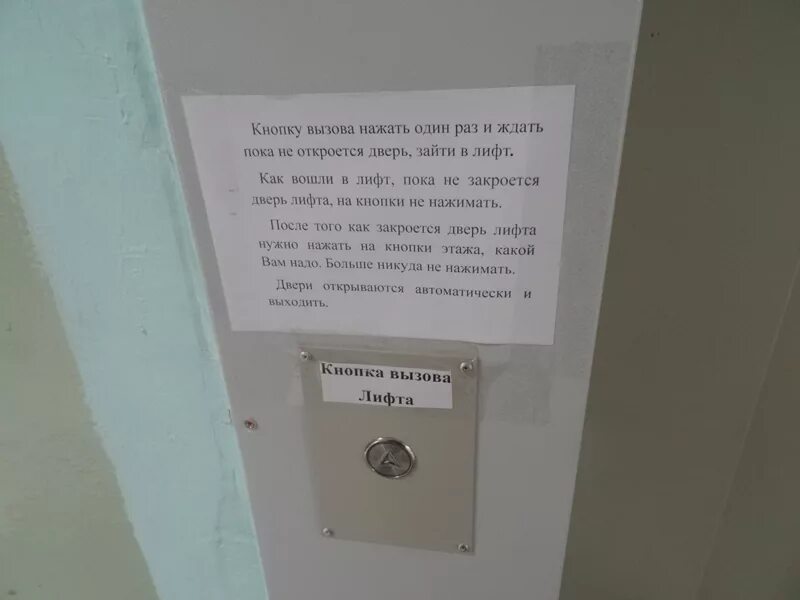 Кнопку вызова нажать один раз и ждать
пока не откроется дверь, зайти в лифт.
Как вошли в лифт, пока не закроется
дверь лифта, на кнопки не нажимать.
После того как закроется дверь лифта
нужно нажать на кнопки этажа, какой
Вам надо. Больше никуда не нажимать.
Двери открываются автоматически и
выходить.
Кнопка вызова
Лифта